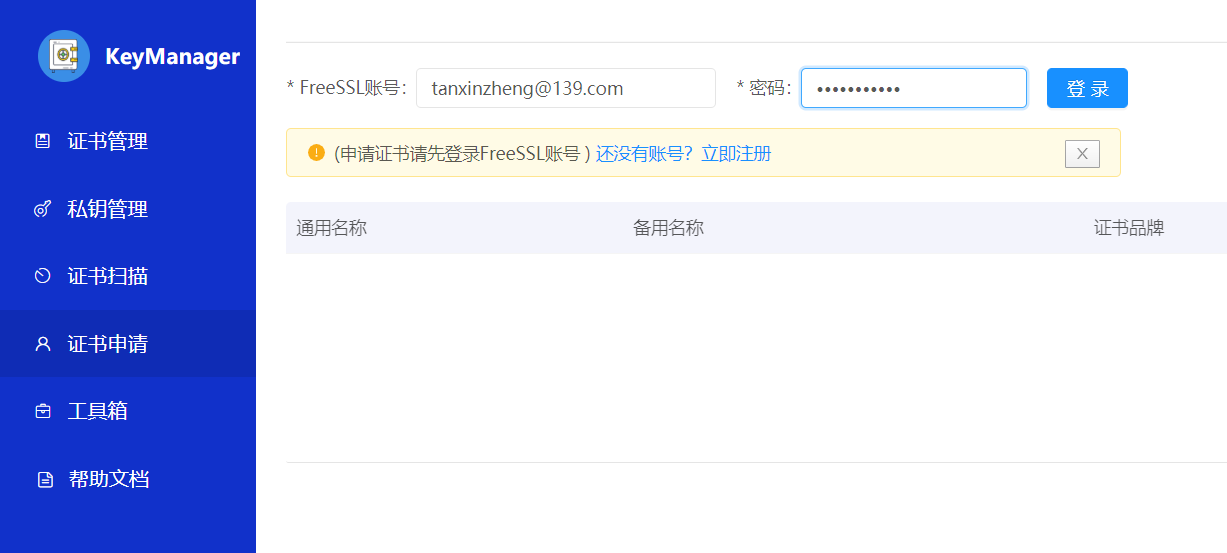 KeyManager
证书管理
私钥管理
证书扫描
证书申请
工具箱
帮助文档
* FreeSSL账号: tanxinzheng@139.com * 密码: ••••••••••• 登 录
(申请证书请先登录FreeSSL账号 ) 还没有账号？立即注册 X
通用名称 备用名称 证书品牌